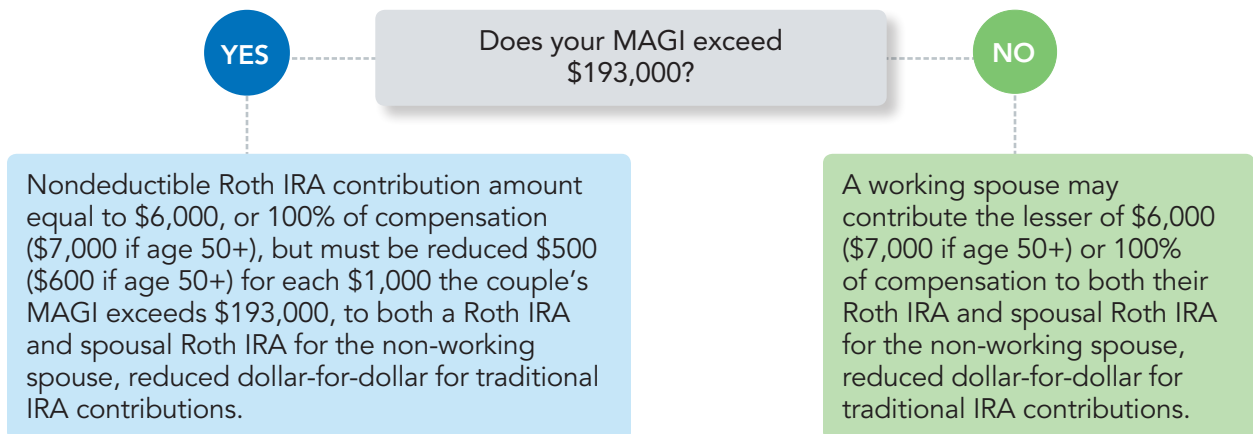 YES
Does your MAGI exceed
$193,000?
NO
Nondeductible Roth IRA contribution amount
equal to $6,000, or 100% of compensation
($7,000 if age 50+), but must be reduced $500
($600 if age 50+) for each $1,000 the couple’s
MAGI exceeds $193,000, to both a Roth IRA
and spousal Roth IRA for the non-working
spouse, reduced dollar-for-dollar for traditional
IRA contributions.
A working spouse may
contribute the lesser of $6,000
($7,000 if age 50+) or 100%
of compensation to both their
Roth IRA and spousal Roth IRA
for the non-working spouse,
reduced dollar-for-dollar for
traditional IRA contributions.